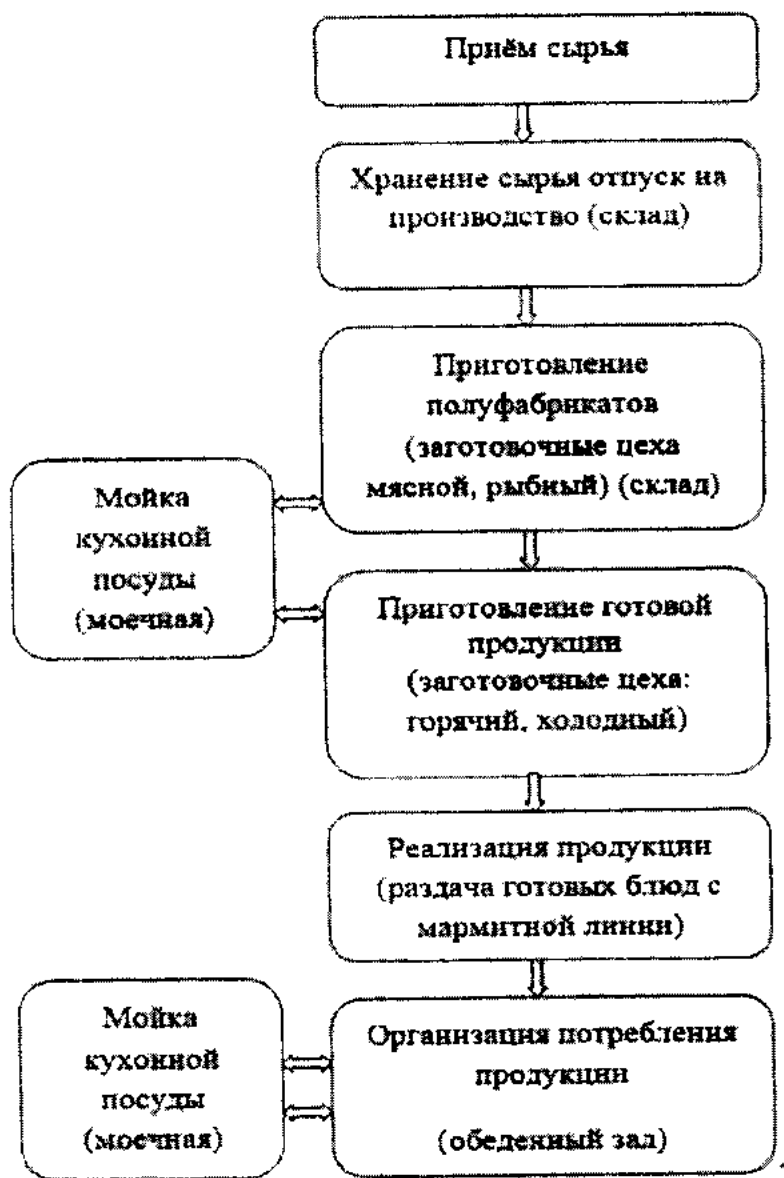 Приём сырья
Хранение сырья отпуск на
производство (склад)
Приготовление
полуфабрикатов
(заготовочные цеха
мясной, рыбный) (склад)
Мойка
кухонной
посуды
(моечная)
Приготовление готовой
продукции
(заготовочные цеха:
горячий, холодный)
Реализация продукции
(раздача готовых блюд с
мармитной линии)
Мойка
кухонной
посуды
(моечная)
Организация потребления
продукции
(обеденный зал)